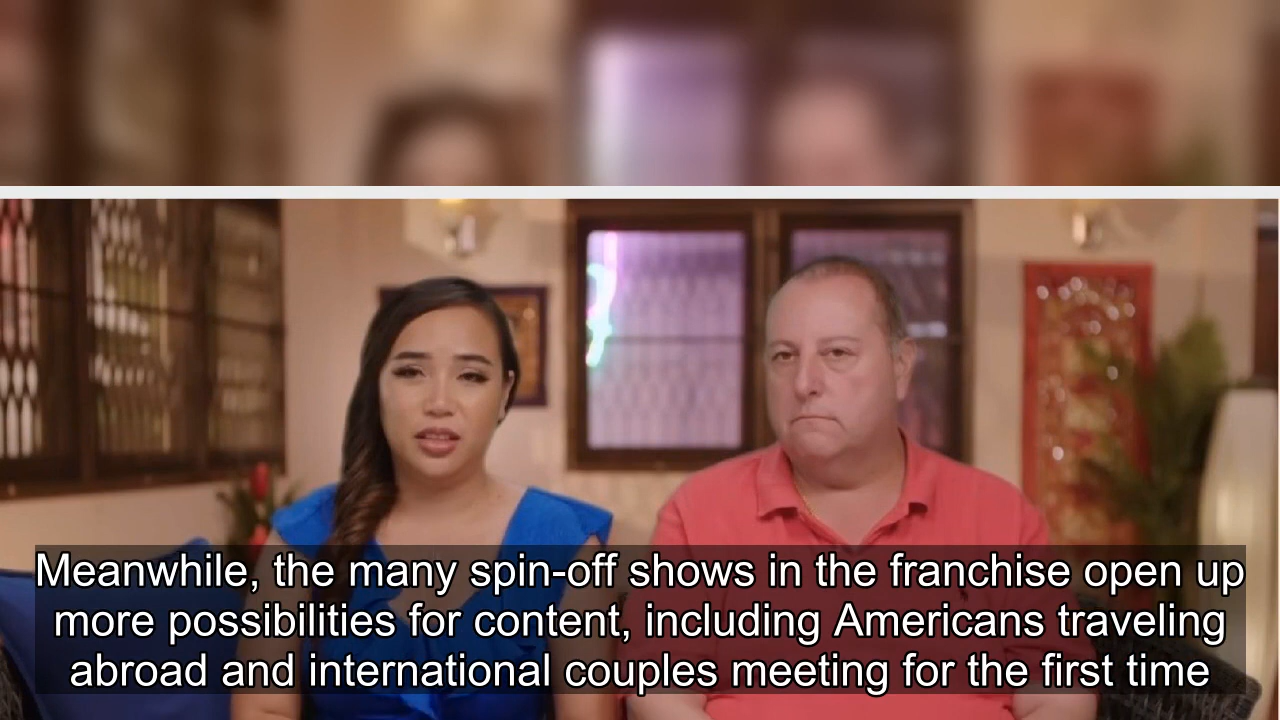 Meanwhile, the many spin-off shows in the franchise open up
more possibilities for content, including Americans traveling
abroad and international couples meeting for the first time